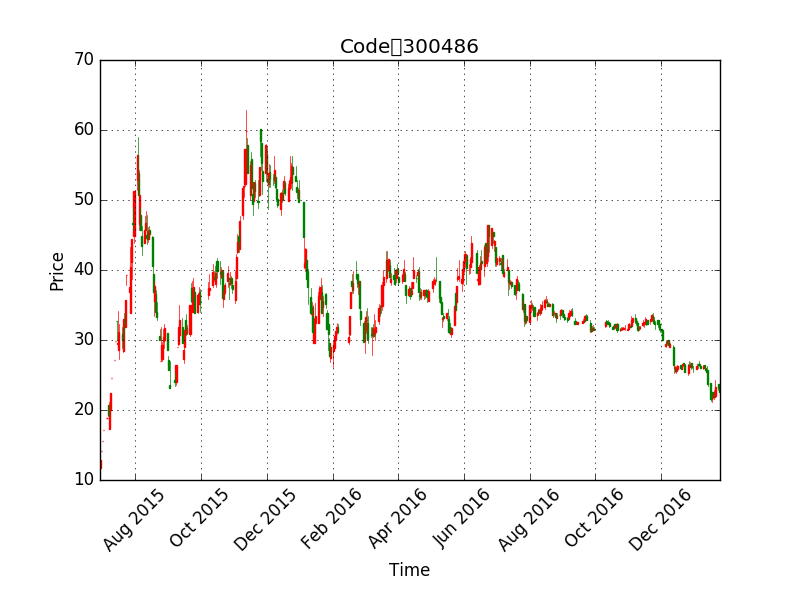 Code▯300486
70
60
50
40
30
20
10
Price
Aug 2015
Oct 2015
Dec 2015
Feb 2016
Apr 2016
Jun 2016
Aug 2016
Oct 2016
Dec 2016
Time